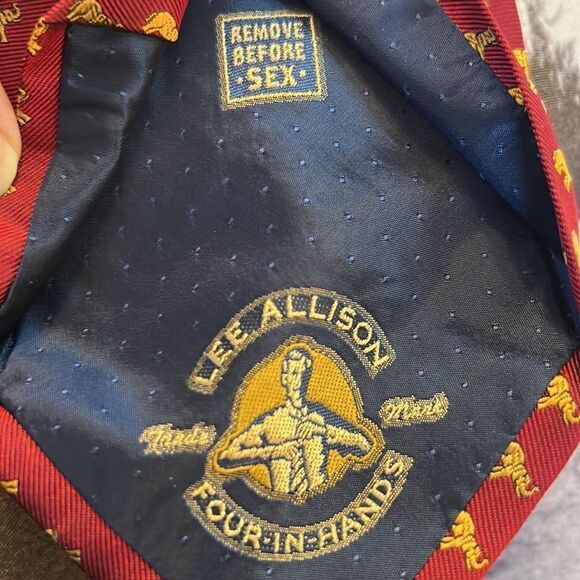 REMOVE
BEFORE
·SEX·
LEE ALLISON
Trade Mark
FOUR-IN-HANDS